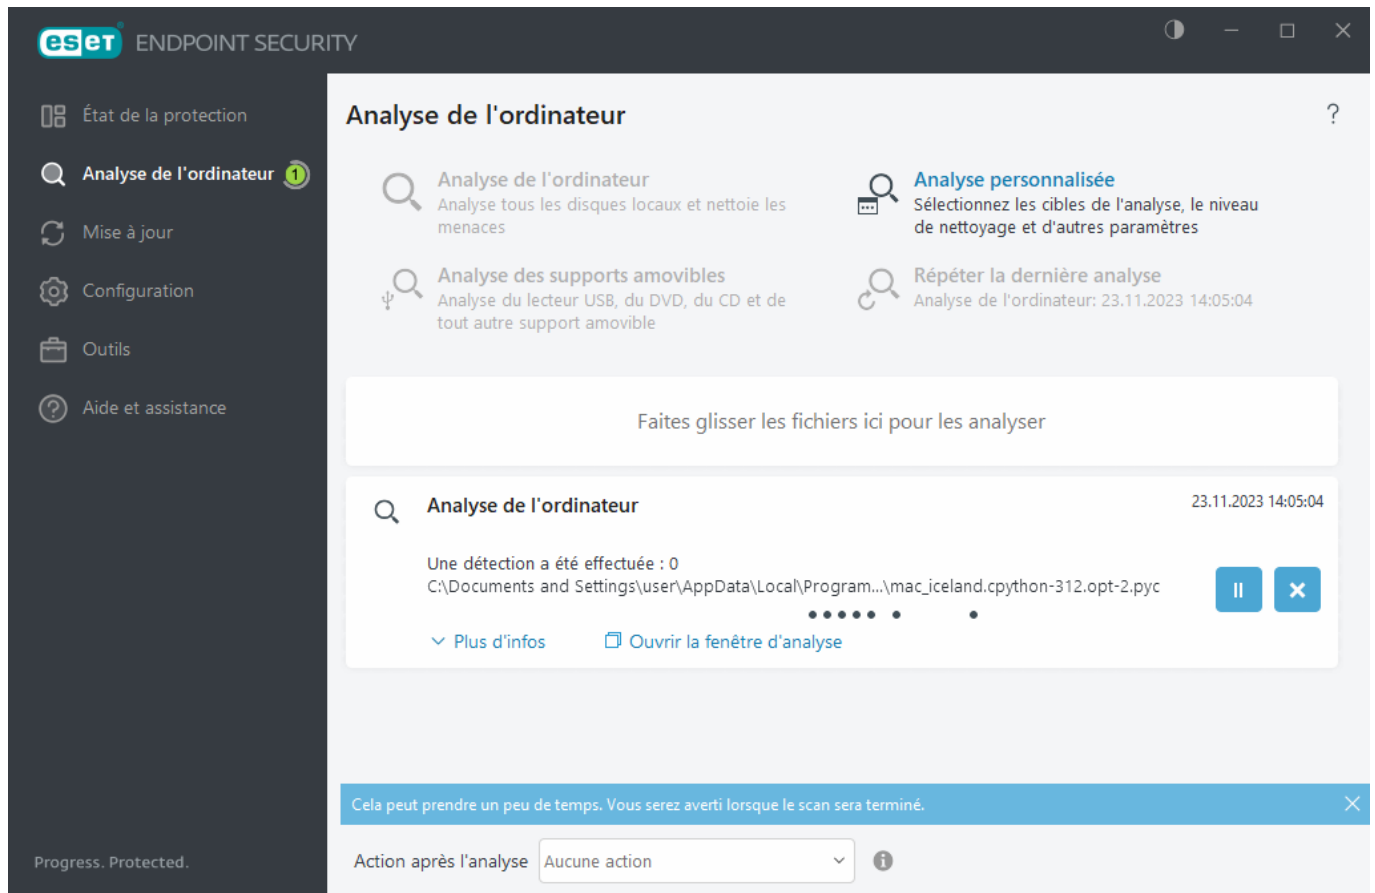 eset ENDPOINT SECURITY
État de la protection
Analyse de l'ordinateur 1
Mise à jour
Configuration
Outils
Aide et assistance
Progress. Protected.
Analyse de l'ordinateur
?
Analyse de l'ordinateur
Analyse tous les disques locaux et nettoie les
menaces
Analyse personnalisée
Sélectionnez les cibles de l'analyse, le niveau
de nettoyage et d'autres paramètres
Analyse des supports amovibles
Analyse du lecteur USB, du DVD, du CD et de
tout autre support amovible
Répéter la dernière analyse
Analyse de l'ordinateur: 23.11.2023 14:05:04
Faites glisser les fichiers ici pour les analyser
Analyse de l'ordinateur
23.11.2023 14:05:04
Une détection a été effectuée : 0
C:\Documents and Settings\user\AppData\Local\Program...\mac_iceland.cpython-312.opt-2.pyc
Plus d'infos
Ouvrir la fenêtre d'analyse
Cela peut prendre un peu de temps. Vous serez averti lorsque le scan sera terminé.
Action après l'analyse
Aucune action